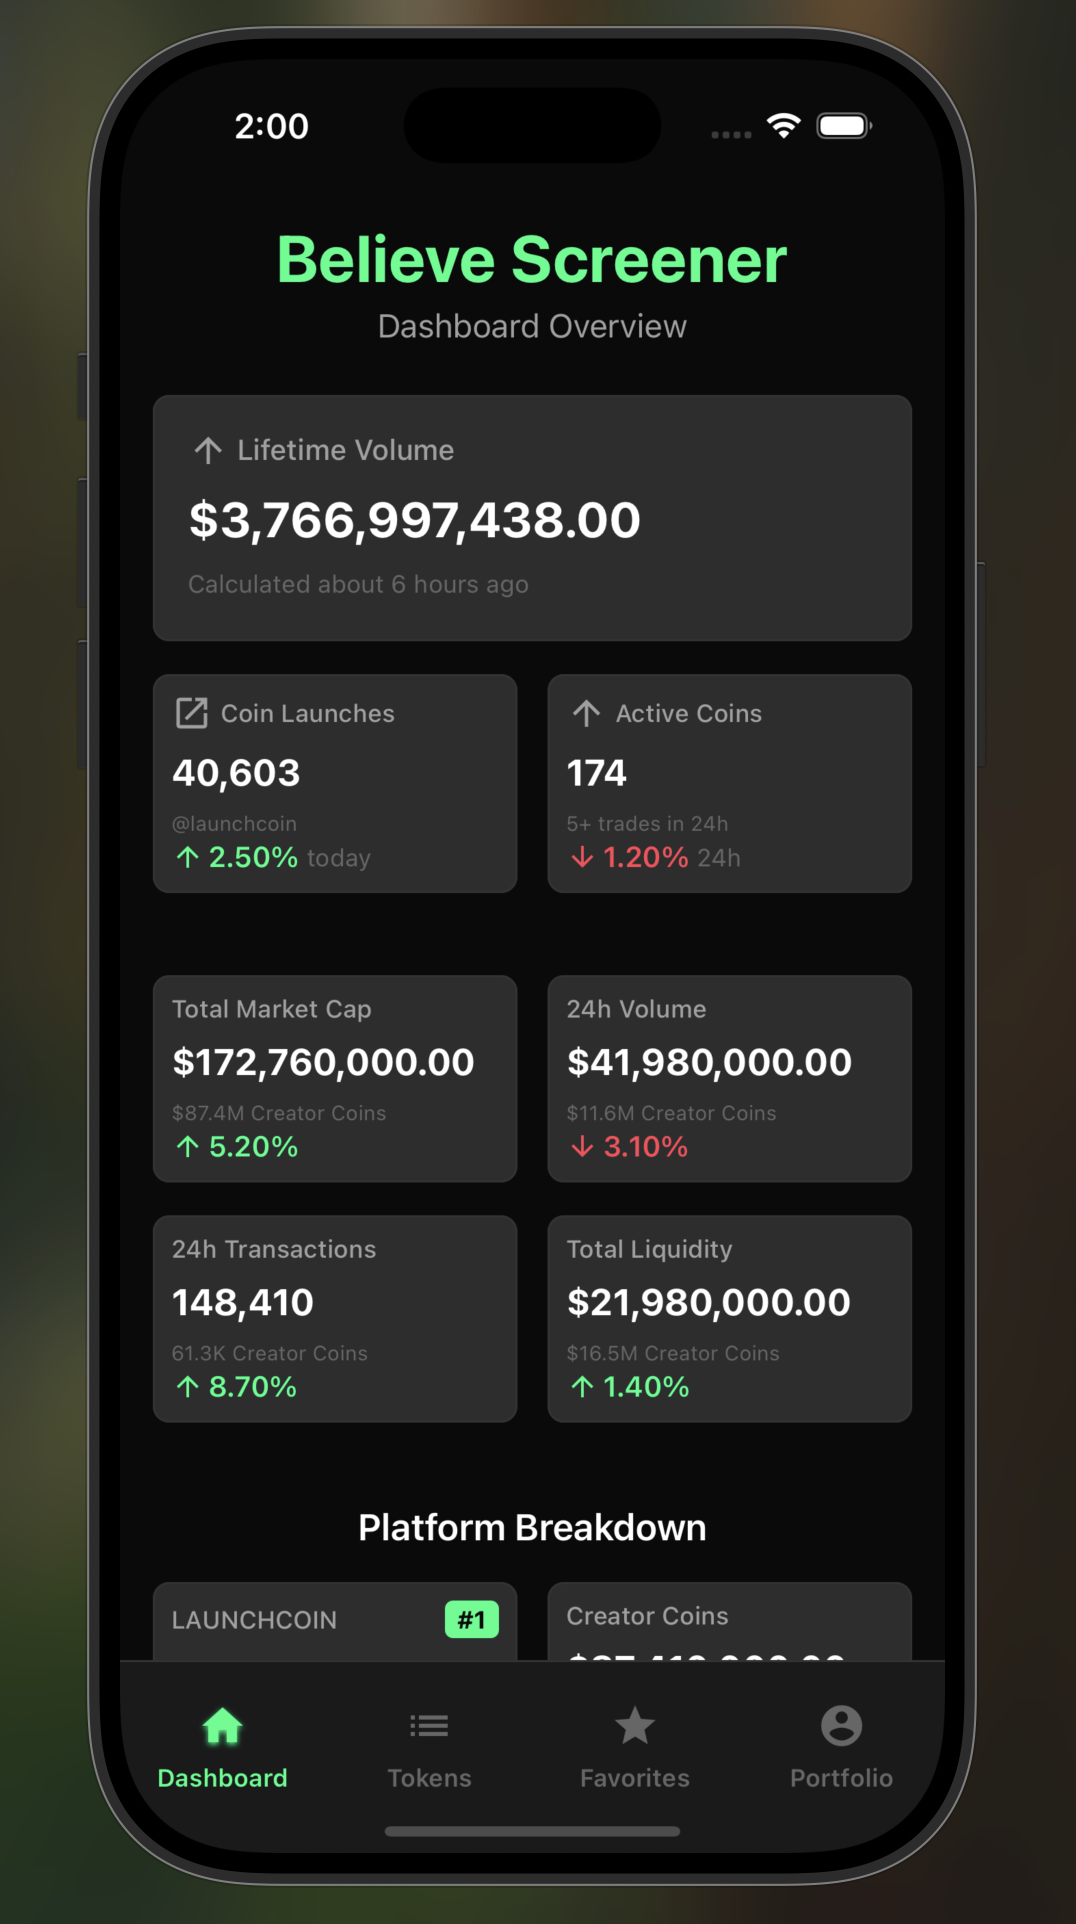 2:00
Believe Screener
Dashboard Overview
Lifetime Volume
$3,766,997,438.00
Calculated about 6 hours ago
Coin Launches
40,603
@launchcoin
2.50% today
Active Coins
174
5+ trades in 24h
1.20% 24h
Total Market Cap
$172,760,000.00
$87.4M Creator Coins
5.20%
24h Volume
$41,980,000.00
$11.6M Creator Coins
3.10%
24h Transactions
148,410
61.3K Creator Coins
8.70%
Total Liquidity
$21,980,000.00
$16.5M Creator Coins
1.40%
Platform Breakdown
LAUNCHCOIN
#1
Creator Coins
Dashboard
Tokens
Favorites
Portfolio